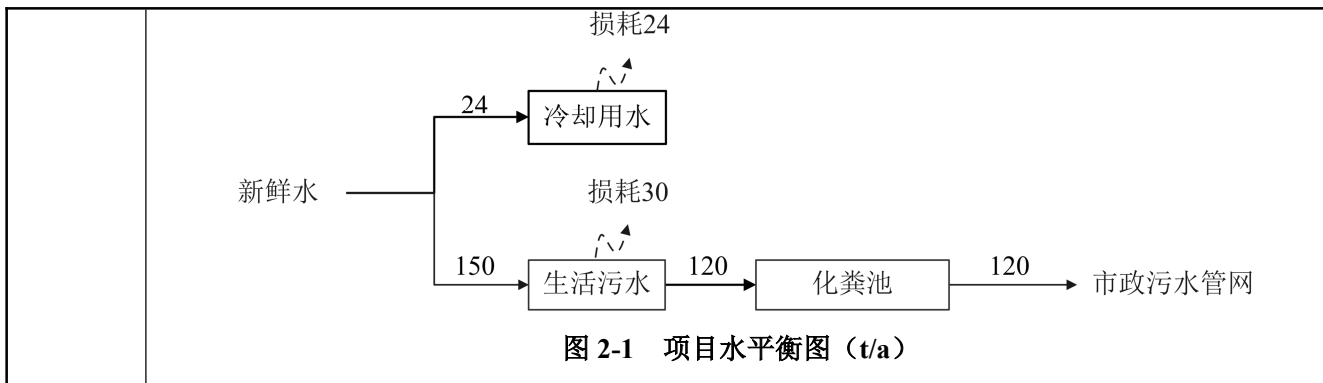 损耗24
24
冷却用水
新鲜水
损耗30
150
生活污水
120
化粪池
120
市政污水管网
图 2-1 项目水平衡图（t/a）